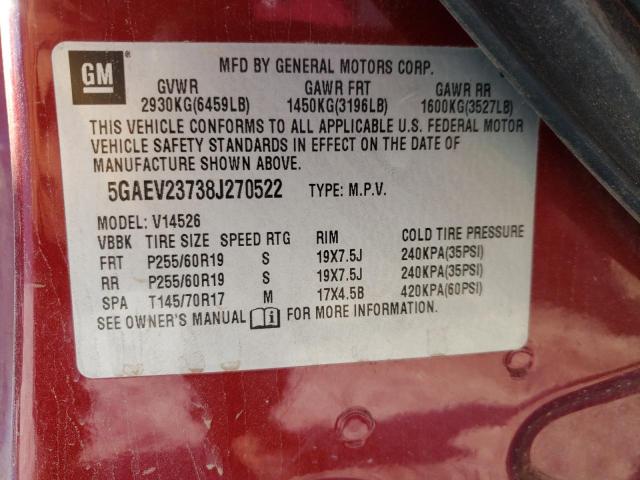 GM
MFD BY GENERAL MOTORS CORP.
GVWR GAWR FRT GAWR RR
2930KG(6459LB) 1450KG(3196LB) 1600KG(3527LB)
THIS VEHICLE CONFORMS TO ALL APPLICABLE U.S. FEDERAL MOTOR
VEHICLE SAFETY STANDARDS IN EFFECT ON THE DATE OF
MANUFACTURE SHOWN ABOVE.
5GAEV23738J270522 TYPE: M.P.V.
MODEL: V14526
VBBK TIRE SIZE SPEED RTG RIM COLD TIRE PRESSURE
FRT P255/60R19 S 19X7.5J 240KPA(35PSI)
RR P255/60R19 S 19X7.5J 240KPA(35PSI)
SPA T145/70R17 M 17X4.5B 420KPA(60PSI)
SEE OWNER'S MANUAL i FOR MORE INFORMATION.